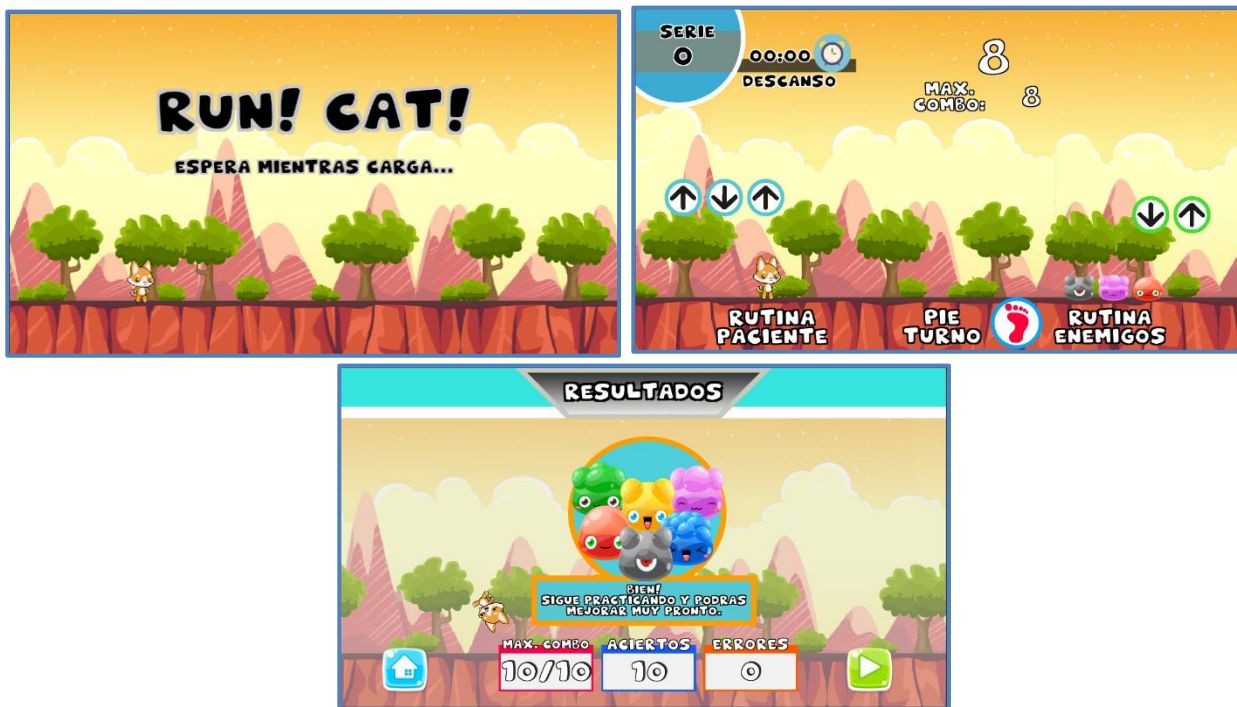 RUN! CAT!
ESPERA MIENTRAS CARGA...
SERIE
0
00:00
DESCANSO
8
MAX.
COMBO: 8
RUTINA
PACIENTE
PIE
TURNO
RUTINA
ENEMIGOS
RESULTADOS
BIEN!
SIGUE PRACTICANDO Y PODRAS
MEJORAR MUY PRONTO.
MAX. COMBO
10/10
ACIERTOS
10
ERRORES
0